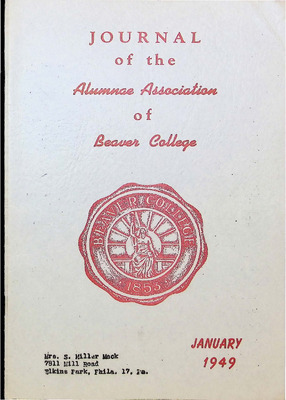 JOURNAL
of the
Alumnae Association
of
Beaver College
BEAVER COLLEGE
1853
JANUARY
1949
Mrs. S. Miller Mack
7811 Mill Road
Elkins Park, Phila. 17, Pa.